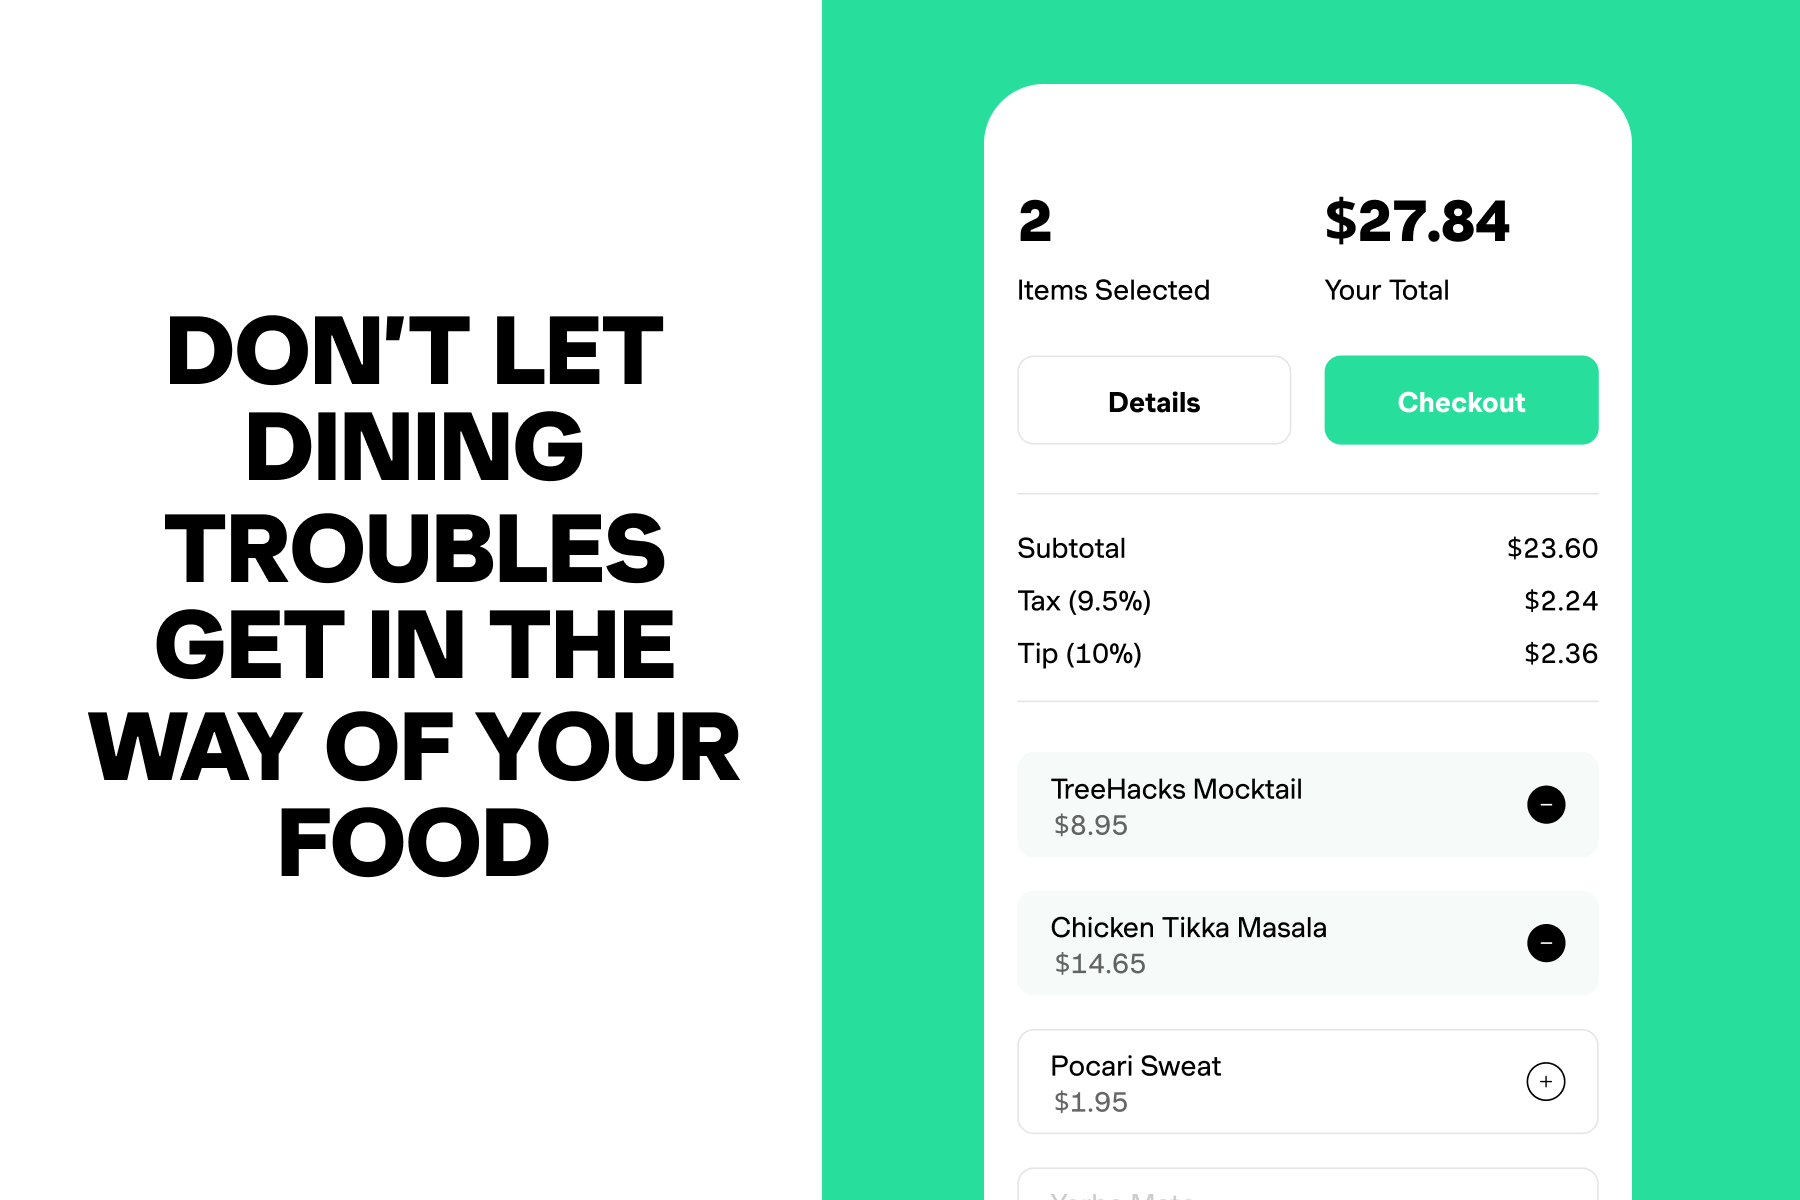 DON'T LET
DINING
TROUBLES
GET IN THE
WAY OF YOUR
FOOD
2
Items Selected
$27.84
Your Total
Details
Checkout
Subtotal $23.60
Tax (9.5%) $2.24
Tip (10%) $2.36
TreeHacks Mocktail
$8.95
Chicken Tikka Masala
$14.65
Pocari Sweat
$1.95